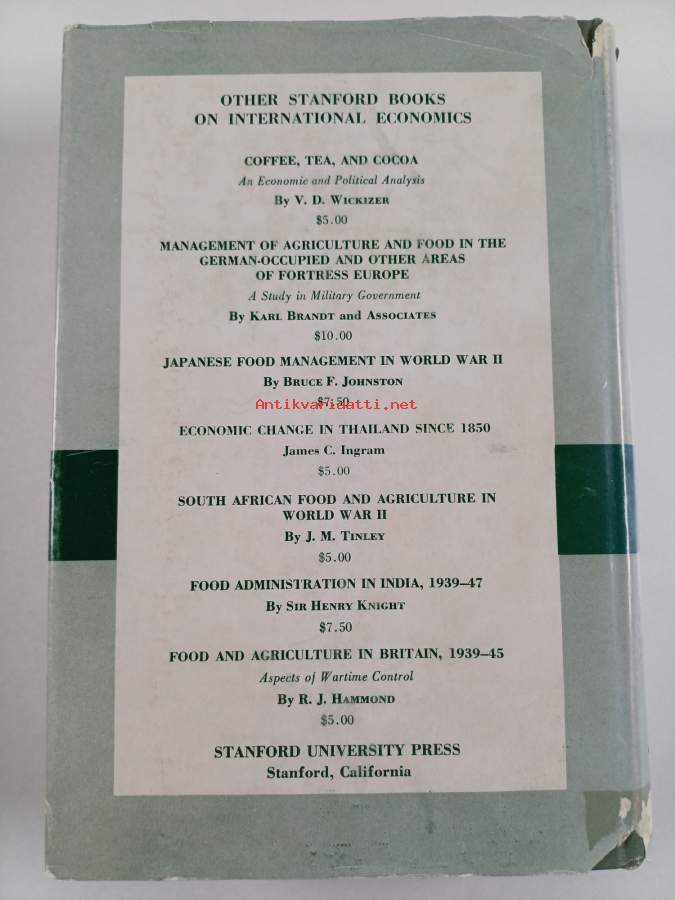 OTHER STANFORD BOOKS
ON INTERNATIONAL ECONOMICS
COFFEE, TEA, AND COCOA
An Economic and Political Analysis
By V. D. WICKIZER
$5.00
MANAGEMENT OF AGRICULTURE AND FOOD IN THE
GERMAN-OCCUPIED AND OTHER AREAS
OF FORTRESS EUROPE
A Study in Military Government
By KARL BRANDT and ASSOCIATES
$10.00
JAPANESE FOOD MANAGEMENT IN WORLD WAR II
By BRUCE F. JOHNSTON
$7.50
Antikvariaatti.net
ECONOMIC CHANGE IN THAILAND SINCE 1850
James C. Ingram
$5.00
SOUTH AFRICAN FOOD AND AGRICULTURE IN
WORLD WAR II
By J. M. TINLEY
$5.00
FOOD ADMINISTRATION IN INDIA, 1939–47
By SIR HENRY KNIGHT
$7.50
FOOD AND AGRICULTURE IN BRITAIN, 1939–45
Aspects of Wartime Control
By R. J. HAMMOND
$5.00
STANFORD UNIVERSITY PRESS
Stanford, California